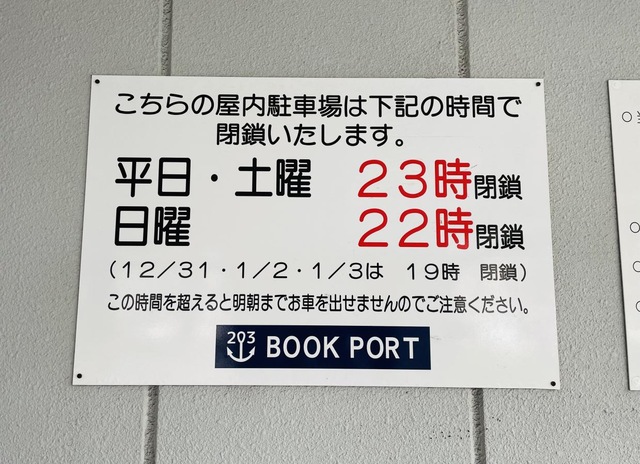 こちらの屋内駐車場は下記の時間で
閉鎖いたします。
平日・土曜　２３時閉鎖
日曜　２２時閉鎖
（１２／３１・１／２・１／３は　１９時　閉鎖）
この時間を超えると明朝までお車を出せませんのでご注意ください。
203 BOOK PORT